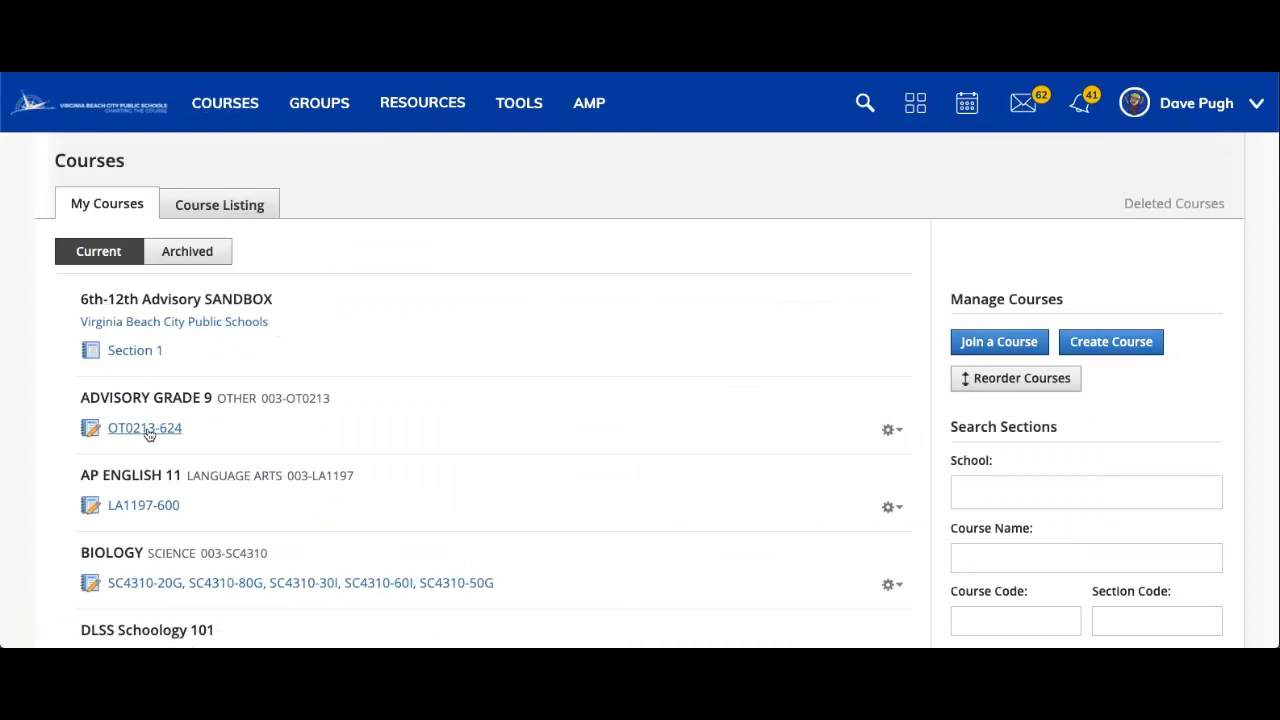 VIRGINIA BEACH CITY PUBLIC SCHOOLS
CHARTING THE COURSE
COURSES GROUPS RESOURCES TOOLS AMP 62 41 Dave Pugh
Courses
My Courses Course Listing Deleted Courses
Current Archived
6th-12th Advisory SANDBOX
Virginia Beach City Public Schools
Section 1
ADVISORY GRADE 9 OTHER 003-OT0213
OT0213-624
AP ENGLISH 11 LANGUAGE ARTS 003-LA1197
LA1197-600
BIOLOGY SCIENCE 003-SC4310
SC4310-20G, SC4310-80G, SC4310-30I, SC4310-60I, SC4310-50G
DLSS Schoology 101
Manage Courses
Join a Course Create Course
Reorder Courses
Search Sections
School:
Course Name:
Course Code: Section Code: